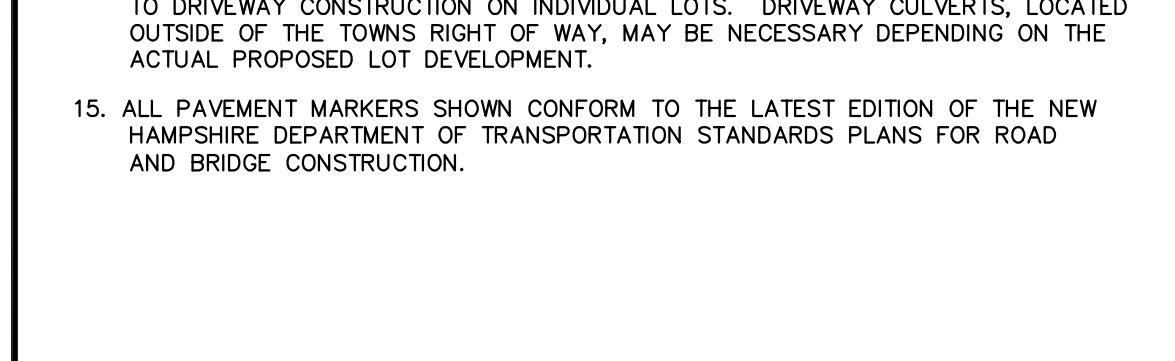 TO DRIVEWAY CONSTRUCTION ON INDIVIDUAL LOTS. DRIVEWAY CULVERTS, LOCATED
OUTSIDE OF THE TOWNS RIGHT OF WAY, MAY BE NECESSARY DEPENDING ON THE
ACTUAL PROPOSED LOT DEVELOPMENT.
15. ALL PAVEMENT MARKERS SHOWN CONFORM TO THE LATEST EDITION OF THE NEW
HAMPSHIRE DEPARTMENT OF TRANSPORTATION STANDARDS PLANS FOR ROAD
AND BRIDGE CONSTRUCTION.